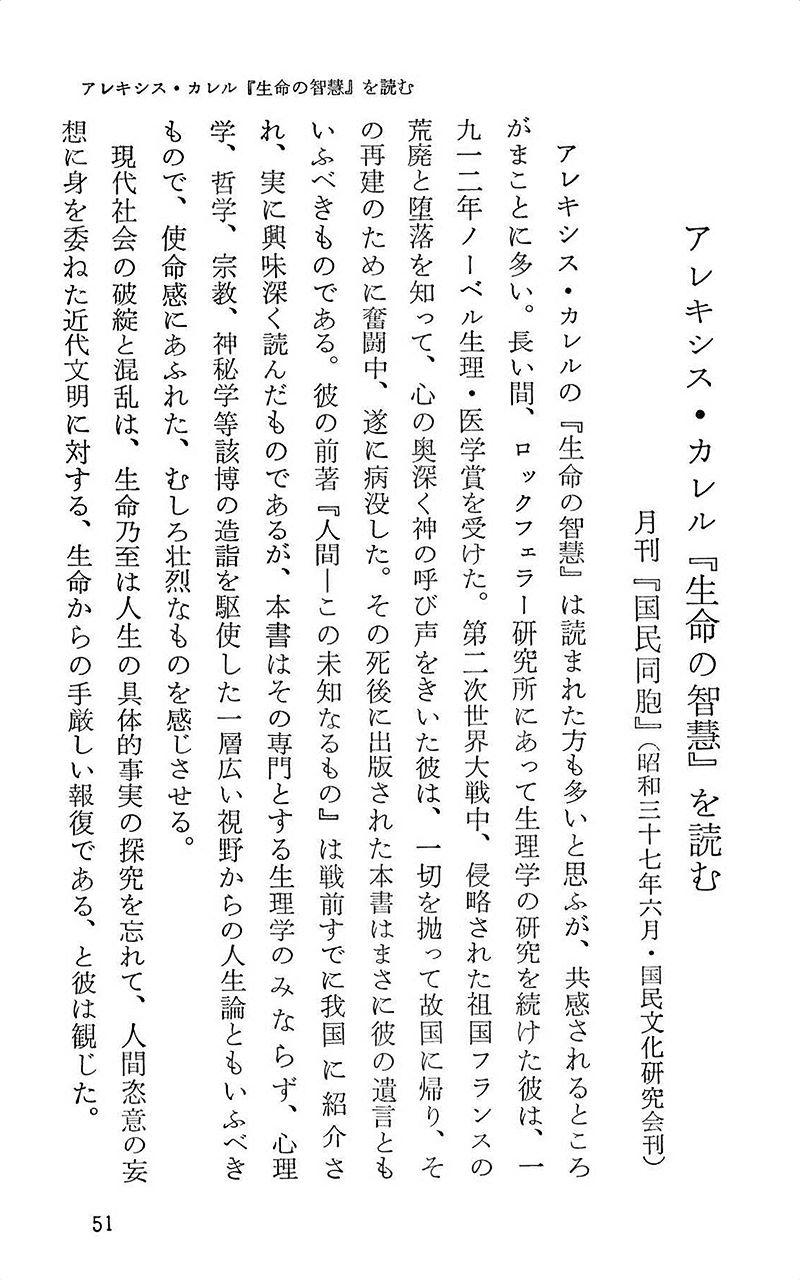 アレキシス・カレル『生命の智慧』を読む
アレキシス・カレル『生命の智慧』を読む
月刊『国民同胞』(昭和三十七年六月・国民文化研究会刊)
アレキシス・カレルの『生命の智慧』は読まれた方も多いと思ふが、共感されるところ
がまことに多い。長い間、ロックフェラー研究所にあって生理学の研究を続けた彼は、一
九一二年ノーベル生理・医学賞を受けた。第二次世界大戦中、侵略された祖国フランスの
荒廃と堕落を知って、心の奥深く神の呼び声をきいた彼は、一切を抛って故国に帰り、そ
の再建のために奮闘中、遂に病没した。その死後に出版された本書はまさに彼の遺言とも
いふべきものである。彼の前著『人間―この未知なるもの』は戦前すでに我国に紹介さ
れ、実に興味深く読んだものであるが、本書はその専門とする生理学のみならず、心理
学、哲学、宗教、神秘学等該博の造詣を駆使した一層広い視野からの人生論ともいふべき
もので、使命感にあふれた、むしろ壮烈なものを感じさせる。
現代社会の破綻と混乱は、生命乃至は人生の具体的事実の探究を忘れて、人間恣意の妄
想に身を委ねた近代文明に対する、生命からの手厳しい報復である、と彼は観じた。
51